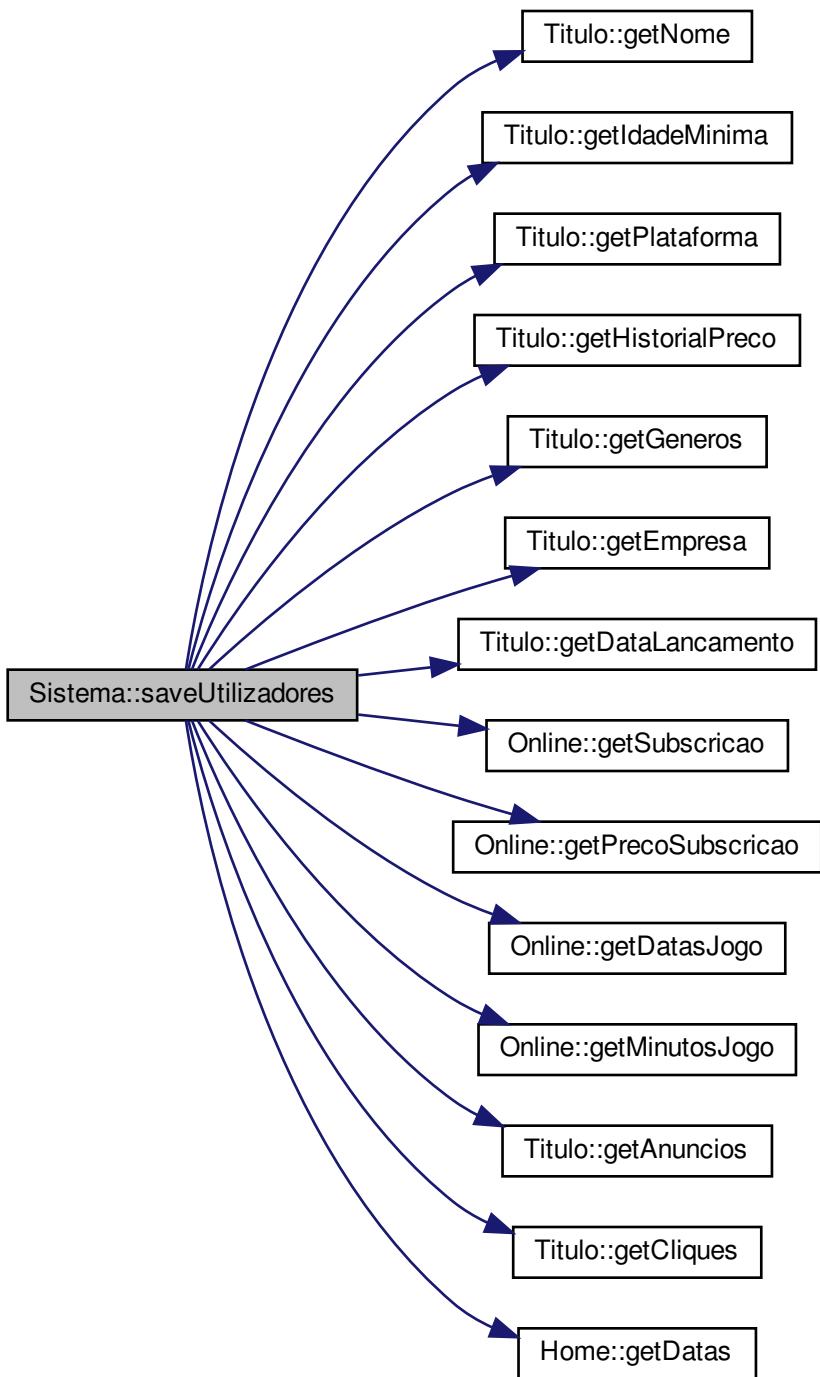 Titulo::getNome
Titulo::getIdadeMinima
Titulo::getPlataforma
Titulo::getHistorialPreco
Titulo::getGeneros
Titulo::getEmpresa
Titulo::getDataLancamento
Sistema::saveUtilizadores
Online::getSubscricao
Online::getPrecoSubscricao
Online::getDatasJogo
Online::getMinutosJogo
Titulo::getAnuncios
Titulo::getCliques
Home::getDatas